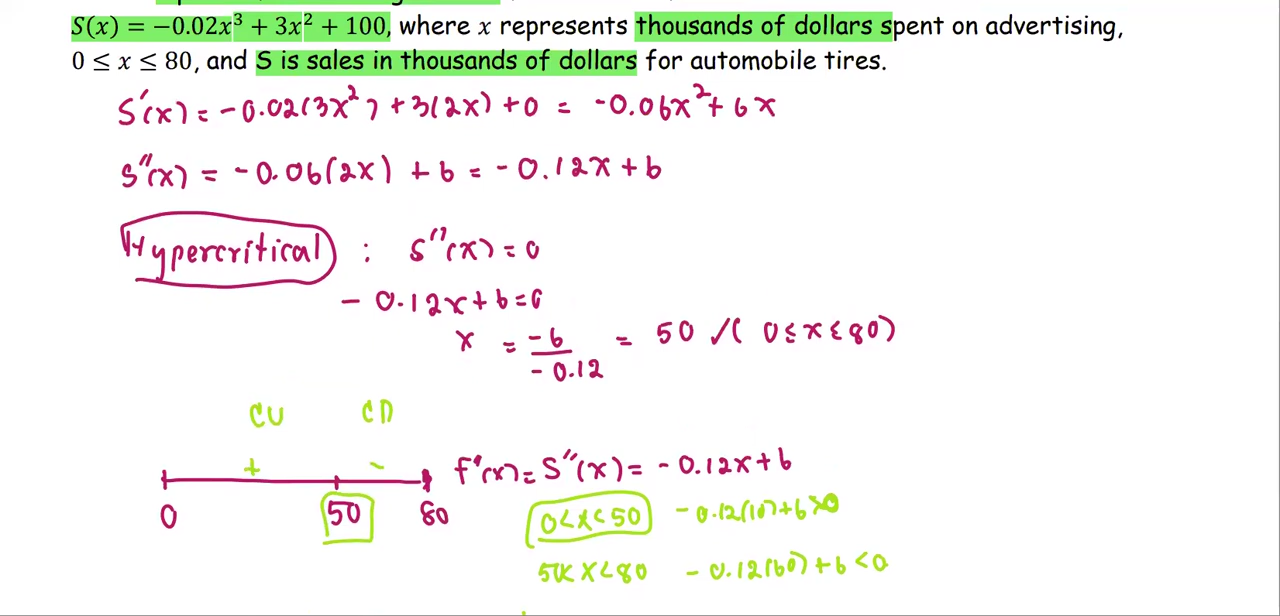 S(x) = −0.02x³ + 3x² + 100, where x represents thousands of dollars spent on advertising,
0 ≤ x ≤ 80, and S is sales in thousands of dollars for automobile tires.
S'(x) = -0.02(3x²) + 3(2x) + 0 = -0.06x² + 6x
S''(x) = -0.06(2x) + 6 = -0.12x + 6
Hypercritical : S''(x) = 0
- 0.12x + 6 = 0
x = -6/-0.12 = 50 ✓( 0 ≤ x ≤ 80)
CU CD
+ - f''(x) = S''(x) = -0.12x + 6
0 50 80 0<x<50 -0.12(10)+6>0
50<x<80 -0.12(60)+6<0